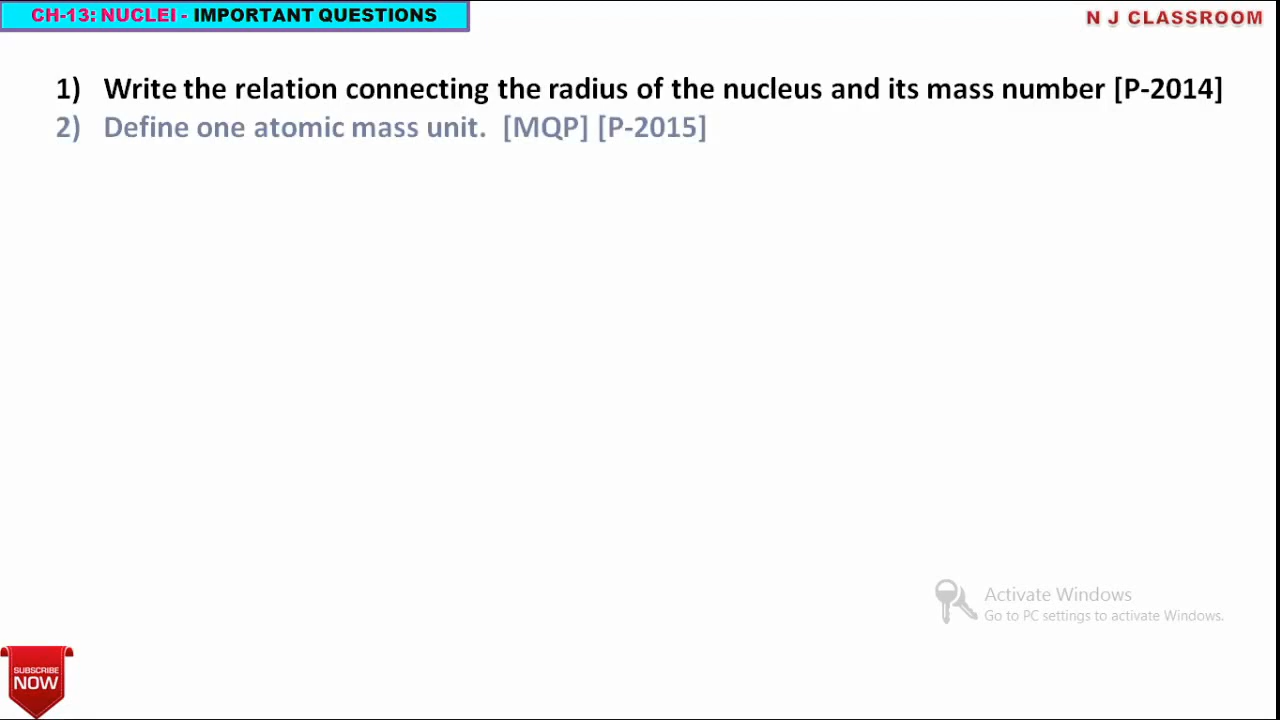 CH-13: NUCLEI - IMPORTANT QUESTIONS
N J CLASSROOM
1) Write the relation connecting the radius of the nucleus and its mass number [P-2014]
2) Define one atomic mass unit. [MQP] [P-2015]
Activate Windows
Go to PC settings to activate Windows.
SUBSCRIBE
NOW